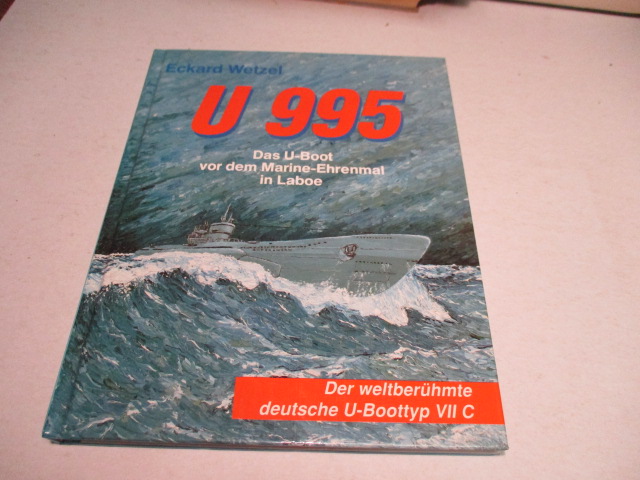 Eckard Wetzel
U 995
Das U-Boot
vor dem Marine-Ehrenmal
in Laboe
Der weltberühmte
deutsche U-Boottyp VII C